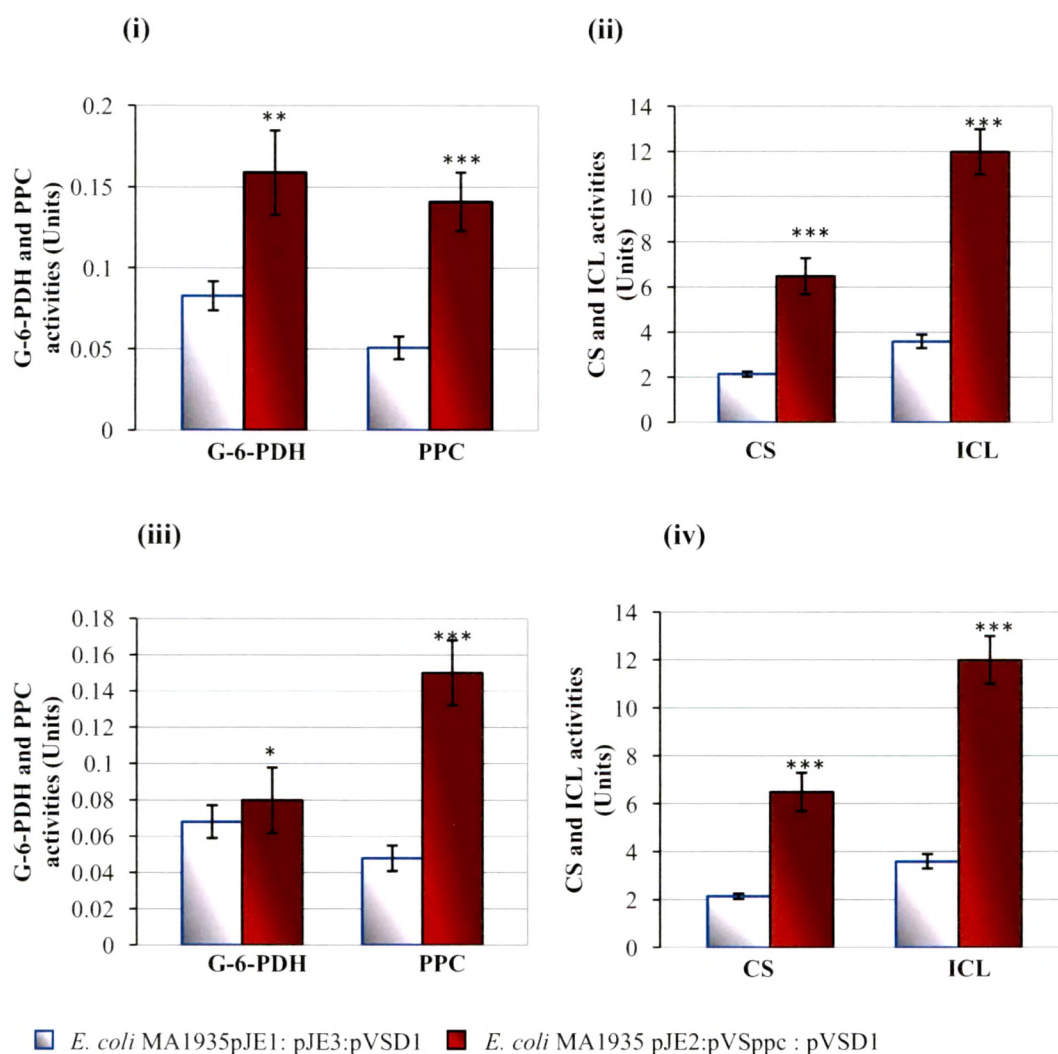 (i)
G-6-PDH and PPC
activities (Units)
0.2
0.15
0.1
0.05
0
**
***
G-6-PDH PPC
(ii)
CS and ICL activities
(Units)
14
12
10
8
6
4
2
0
***
***
CS ICL
(iii)
G-6-PDH and PPC
activities (Units)
0.18
0.16
0.14
0.12
0.1
0.08
0.06
0.04
0.02
0
*
***
G-6-PDH PPC
(iv)
CS and ICL activities
(Units)
14
12
10
8
6
4
2
0
***
***
CS ICL
E. coli MA1935pJE1: pJE3:pVSD1 E. coli MA1935 pJE2:pVSppc : pVSD1